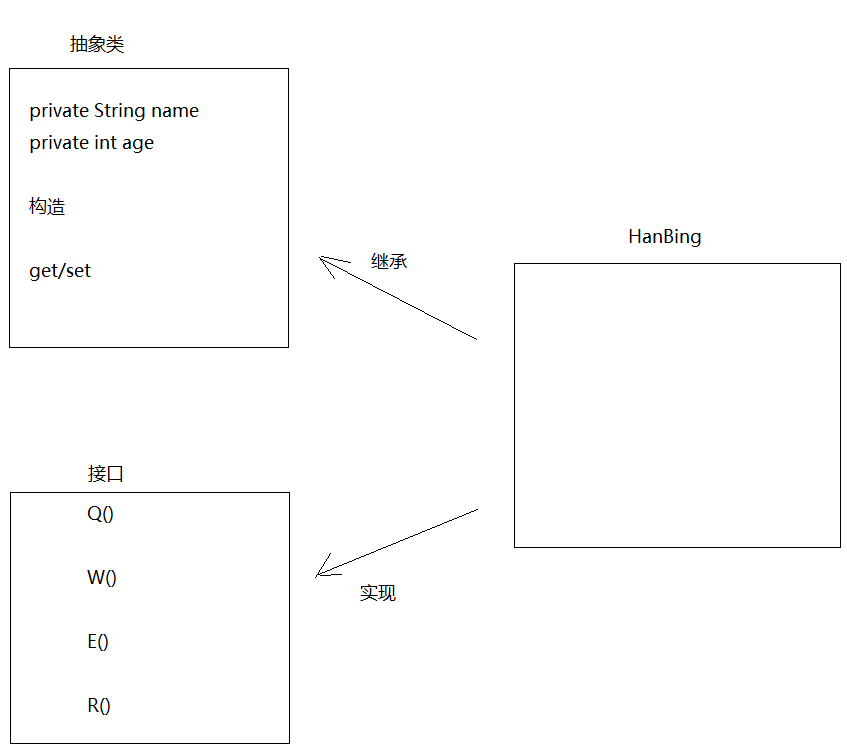 抽象类
private String name
private int age
构造
get/set
继承
HanBing
接口
Q()
W()
E()
R()
实现